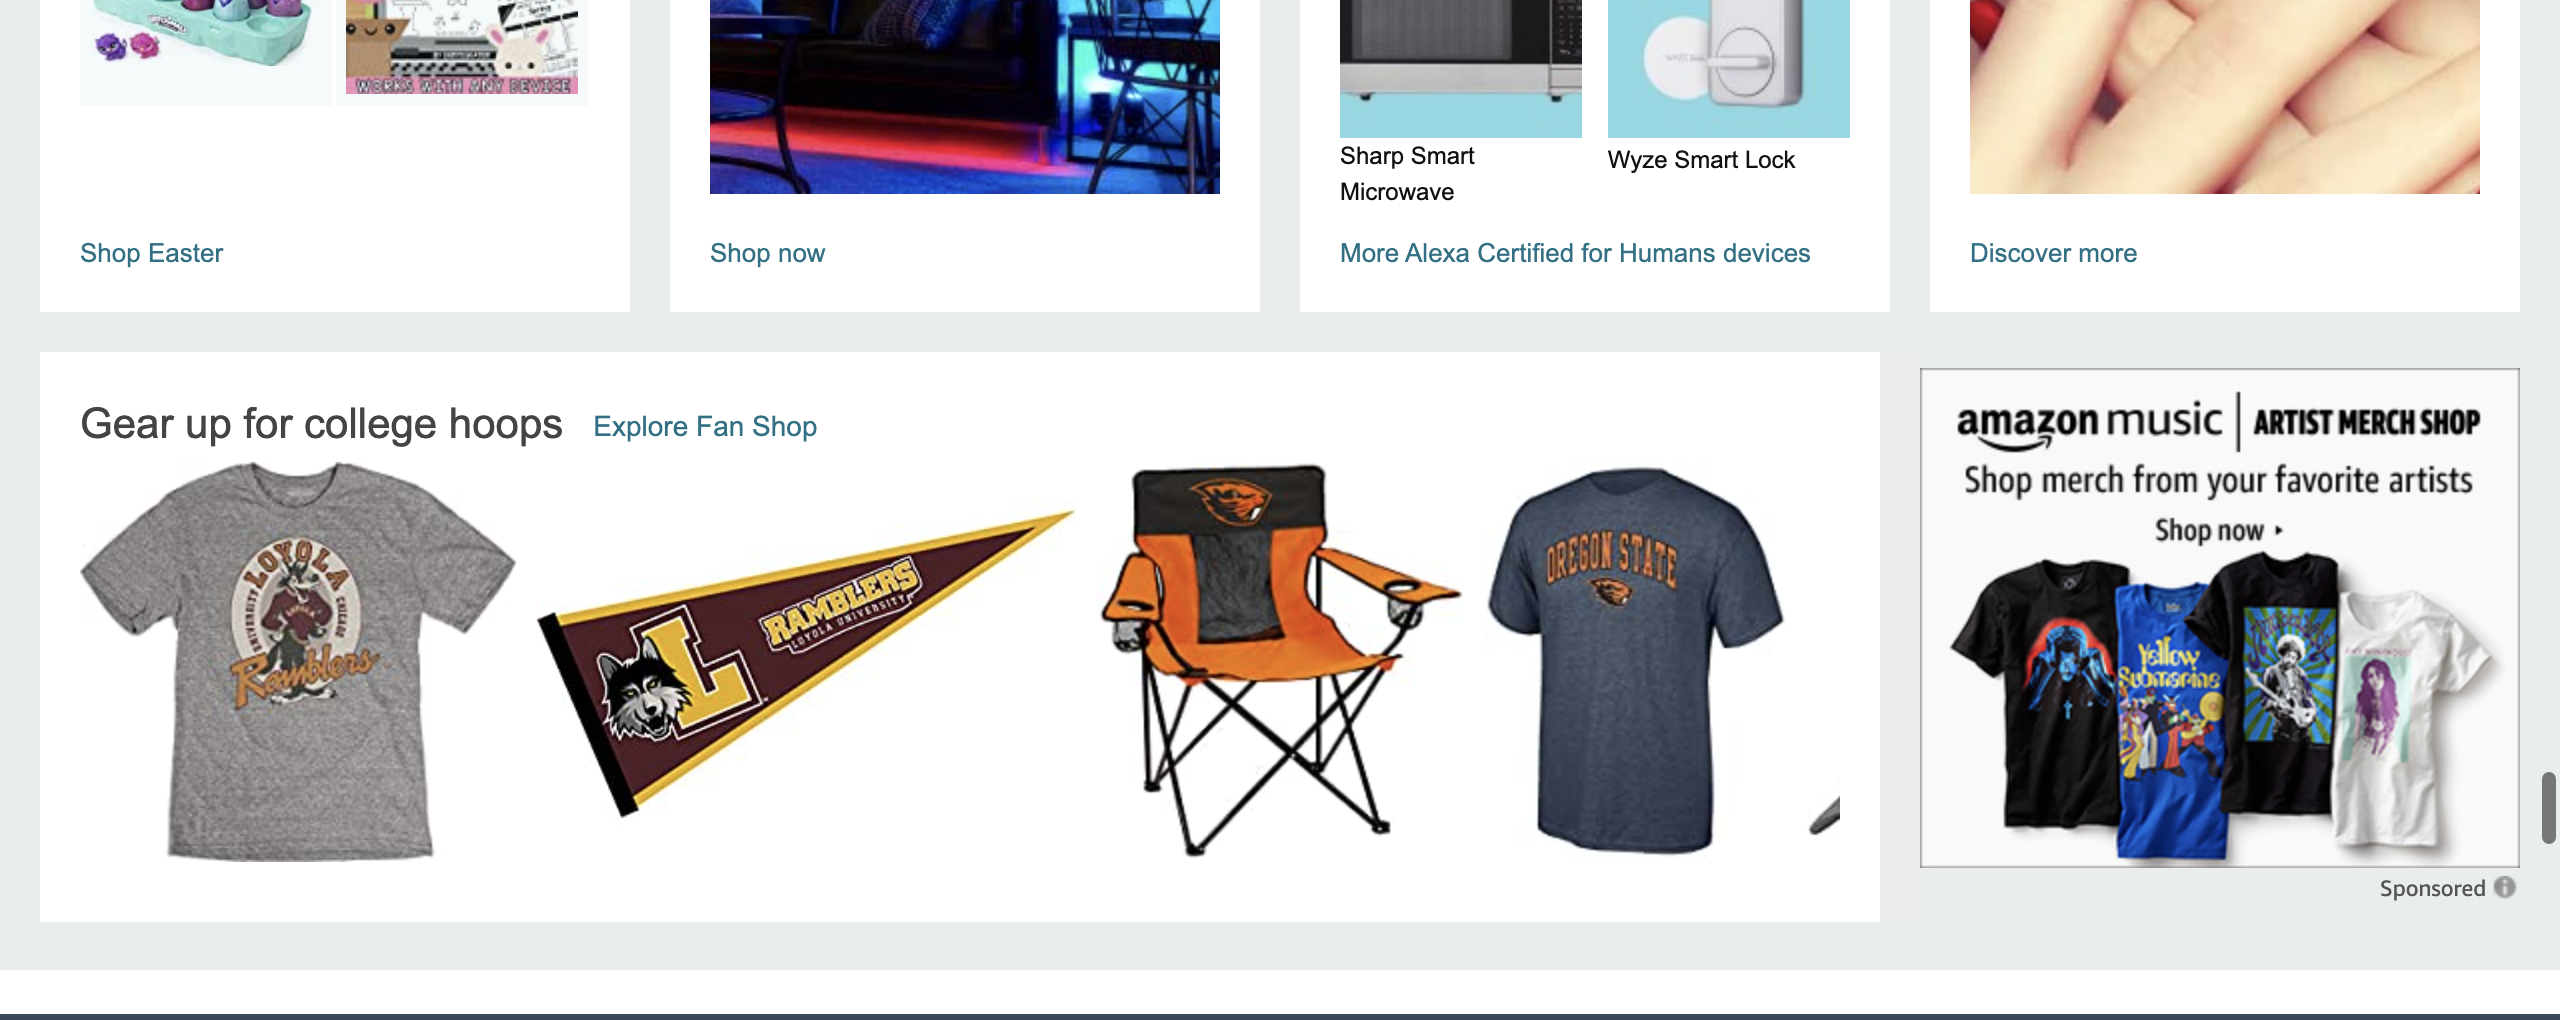 WORKS WITH ANY DEVICE
Sharp Smart
Microwave
Wyze Smart Lock
Shop Easter
Shop now
More Alexa Certified for Humans devices
Discover more
Gear up for college hoops
Explore Fan Shop
LOYOLA
UNIVERSITY
CHICAGO
Ramblers
L
RAMBLERS
LOYOLA UNIVERSITY
OREGON STATE
amazon music | ARTIST MERCH SHOP
Shop merch from your favorite artists
Shop now
Yellow
Submarine
Sponsored